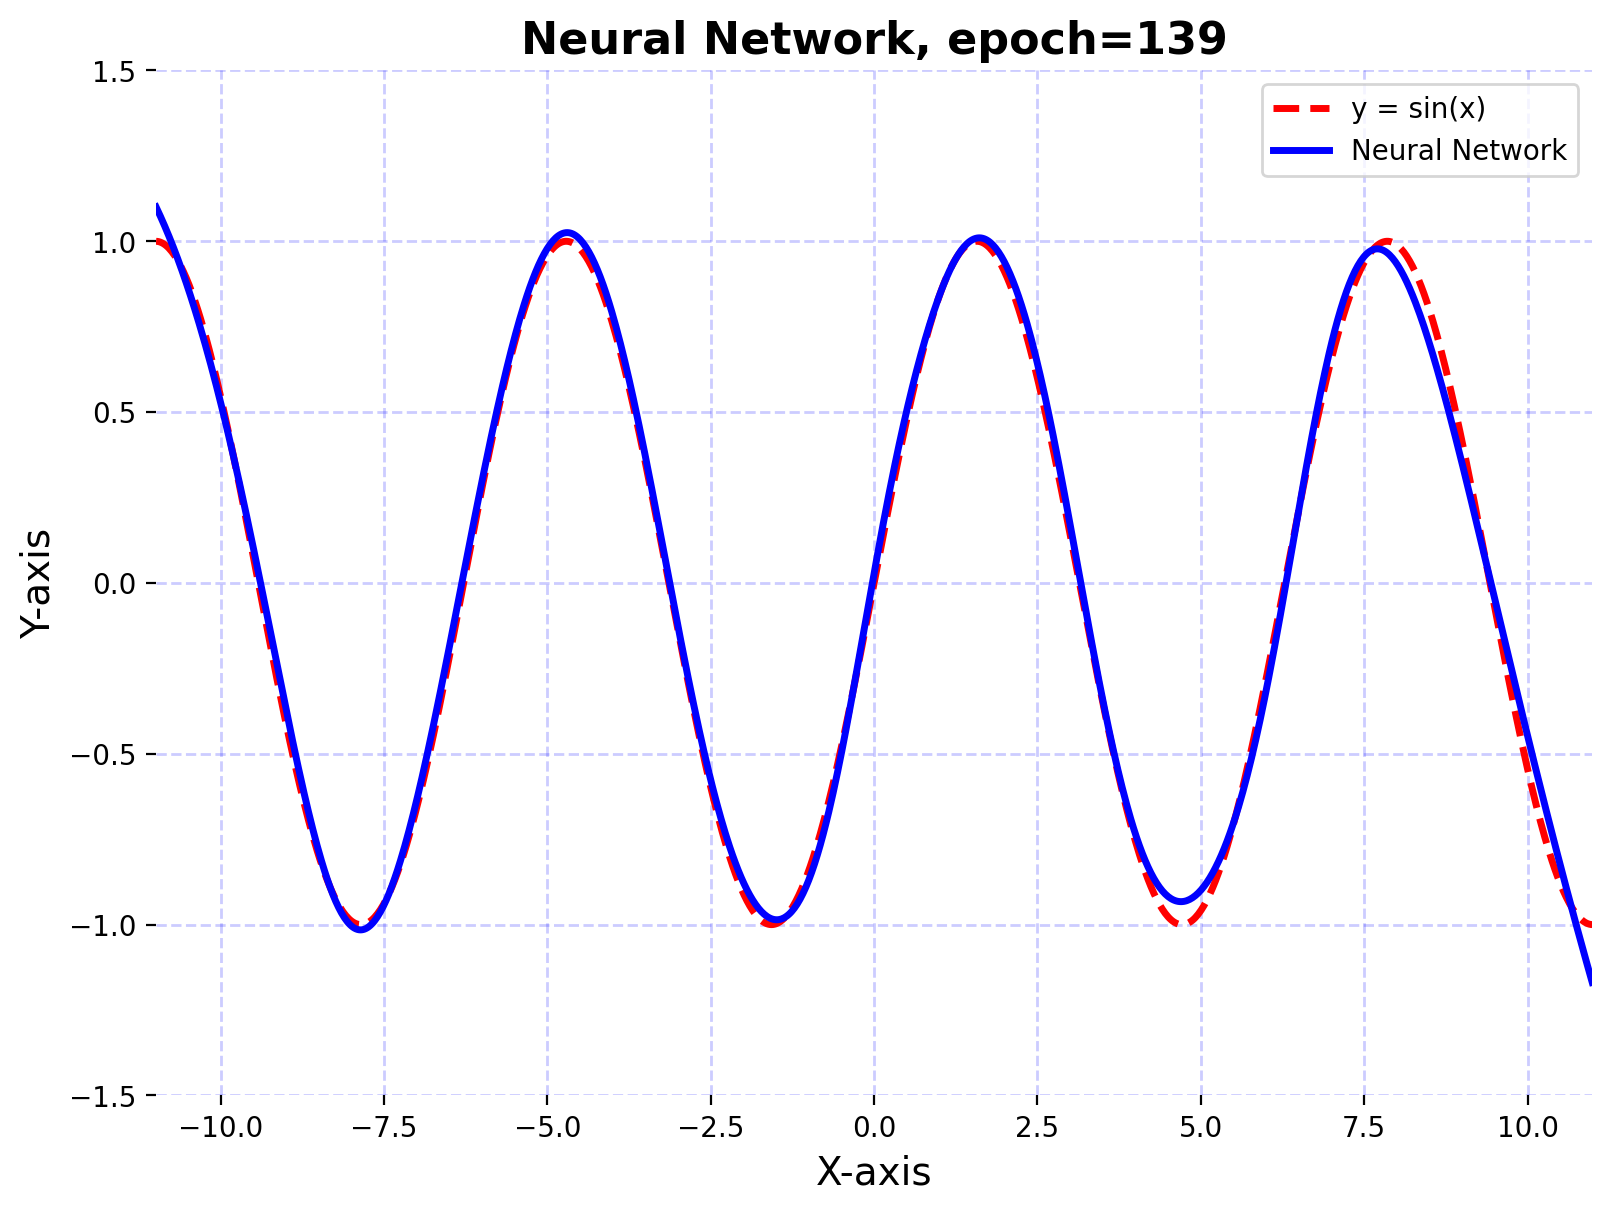 Neural Network, epoch=139
y = sin(x)
Neural Network
Y-axis
1.5
1.0
0.5
0.0
−0.5
−1.0
−1.5
−10.0 −7.5 −5.0 −2.5 0.0 2.5 5.0 7.5 10.0
X-axis